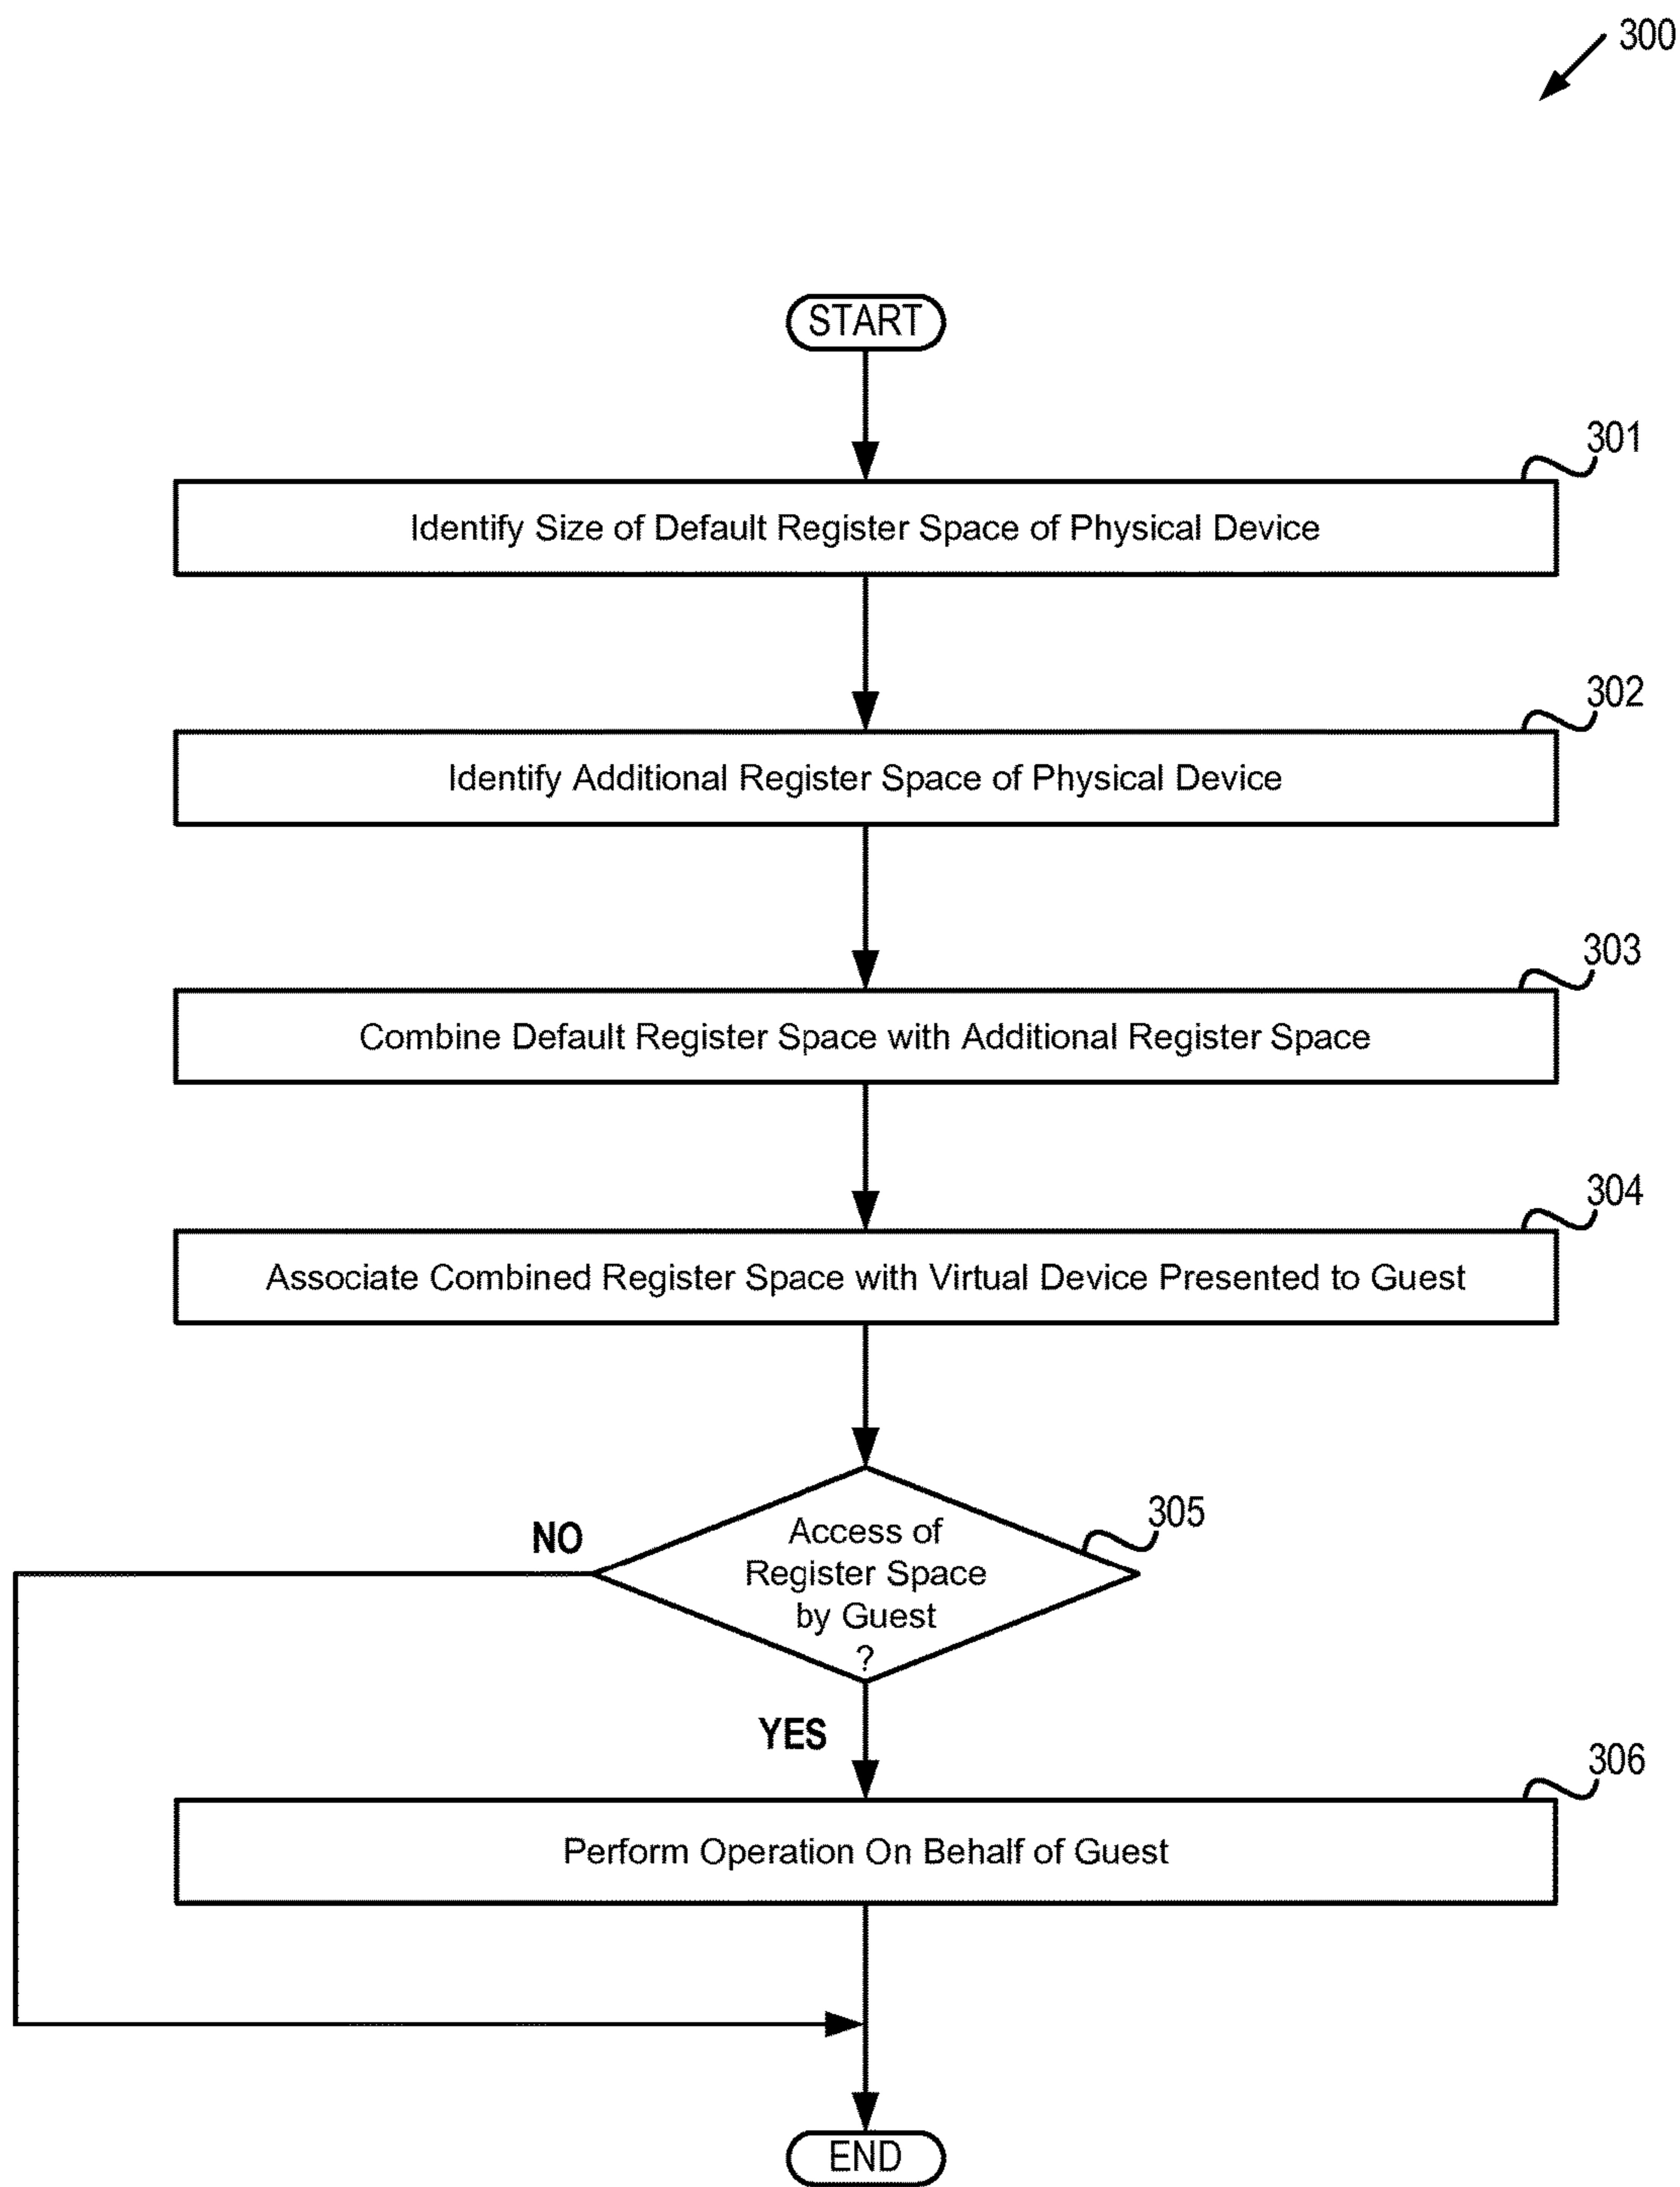 300
START
301
Identify Size of Default Register Space of Physical Device
302
Identify Additional Register Space of Physical Device
303
Combine Default Register Space with Additional Register Space
304
Associate Combined Register Space with Virtual Device Presented to Guest
305
NO
Access of
Register Space
by Guest
?
YES
306
Perform Operation On Behalf of Guest
END